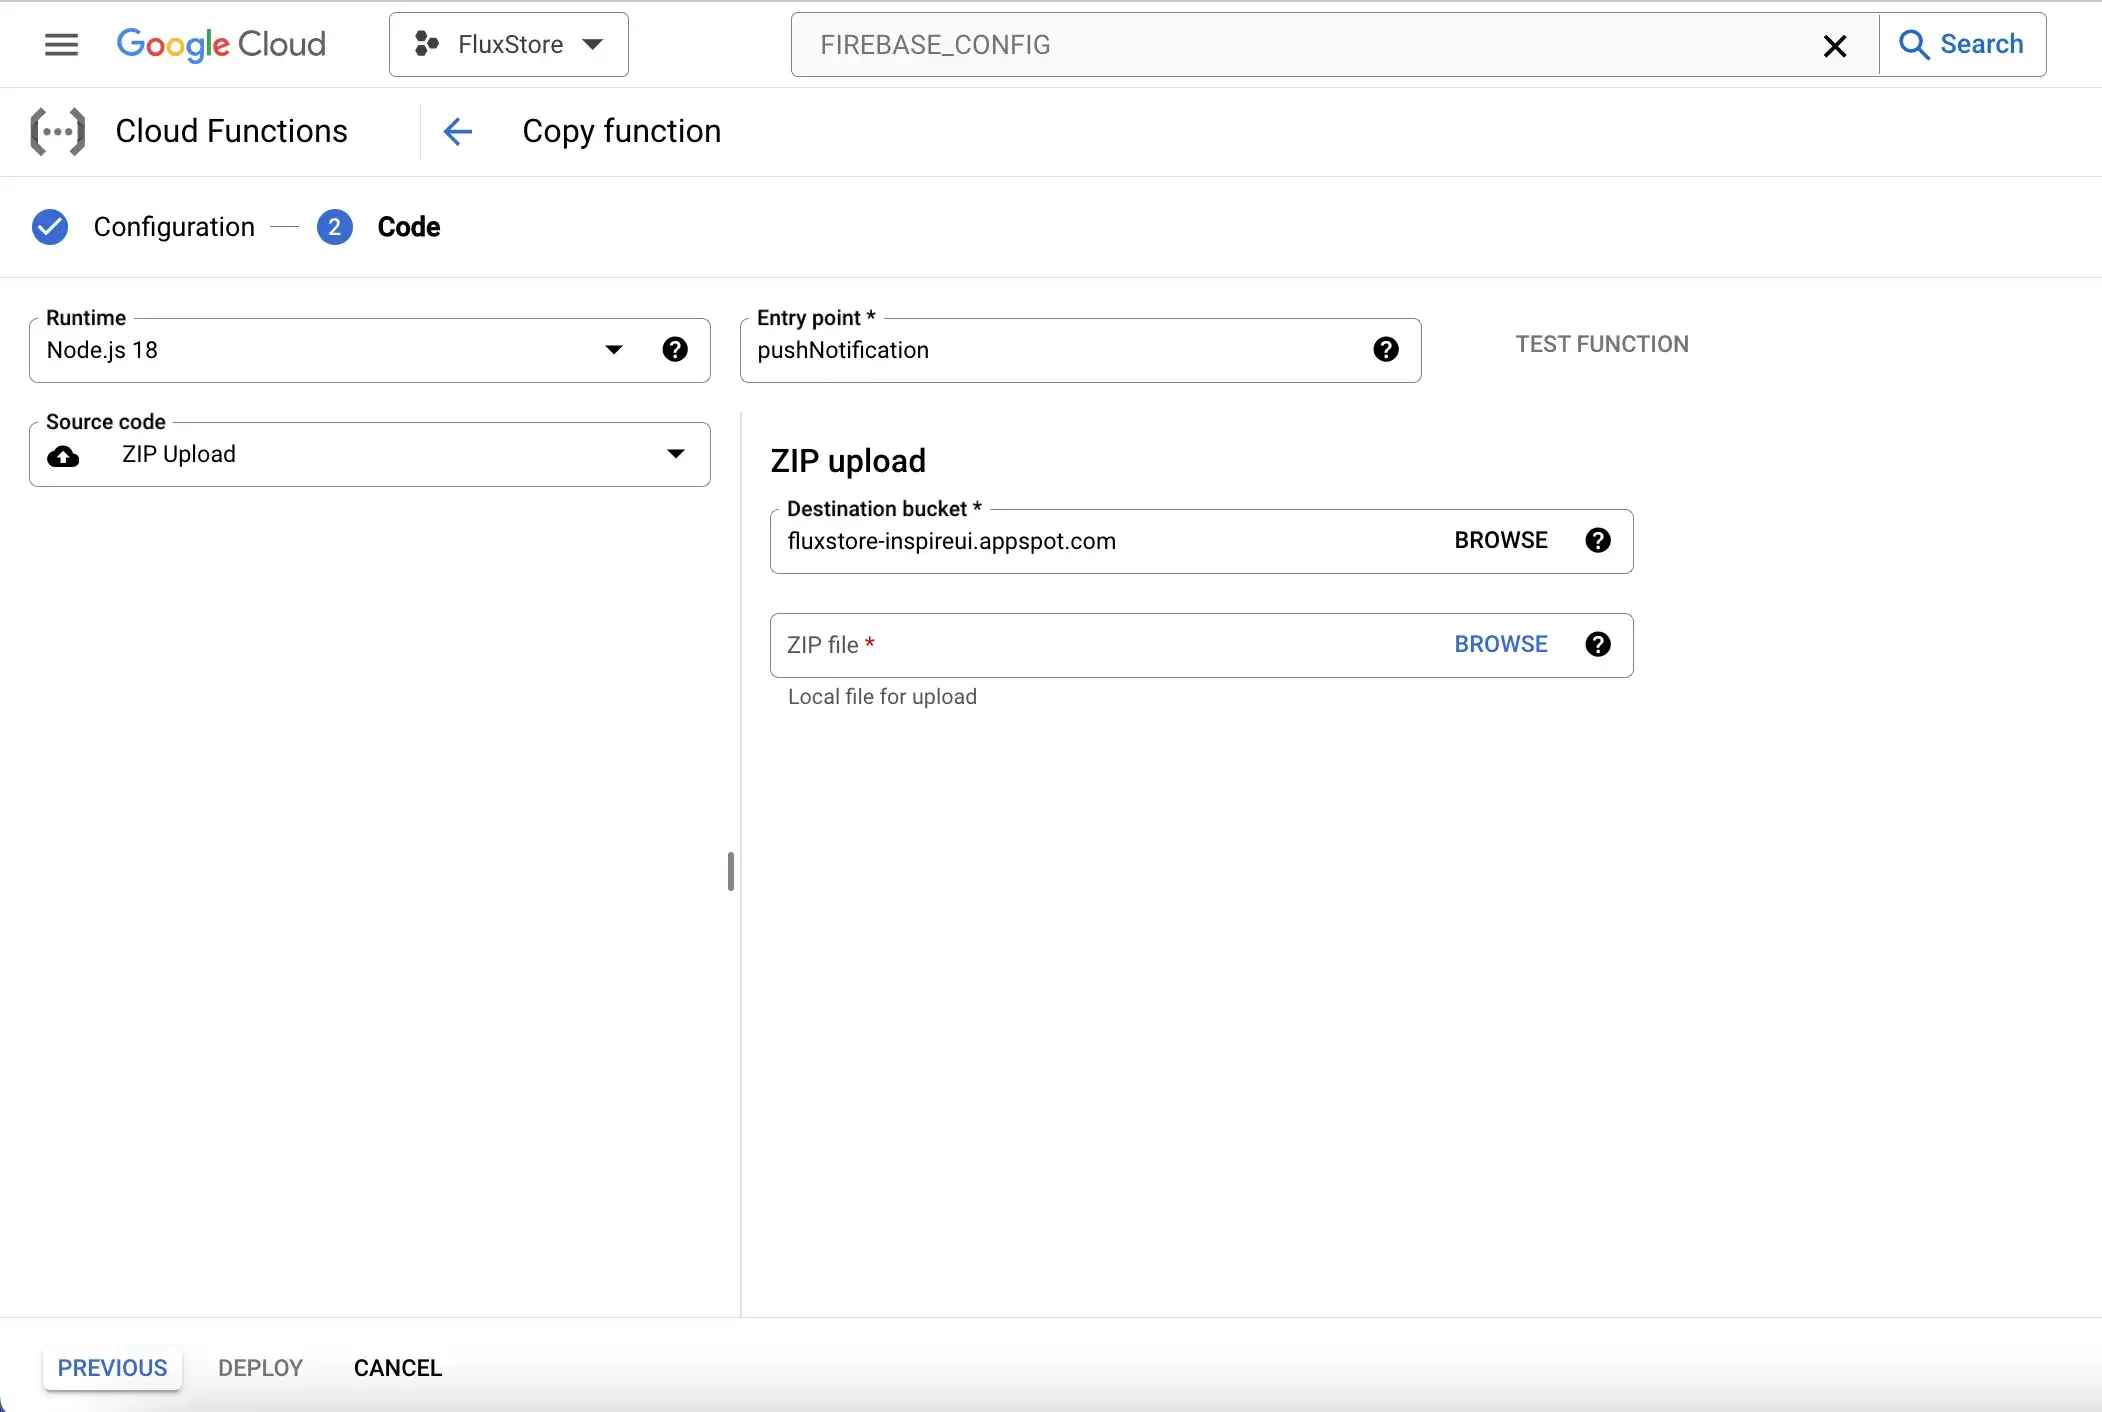 Google Cloud
FluxStore
FIREBASE_CONFIG
Search
Cloud Functions
Copy function
Configuration
2
Code
Runtime
Node.js 18
Entry point *
pushNotification
TEST FUNCTION
Source code
ZIP Upload
ZIP upload
Destination bucket *
fluxstore-inspireui.appspot.com
BROWSE
ZIP file *
BROWSE
Local file for upload
PREVIOUS
DEPLOY
CANCEL